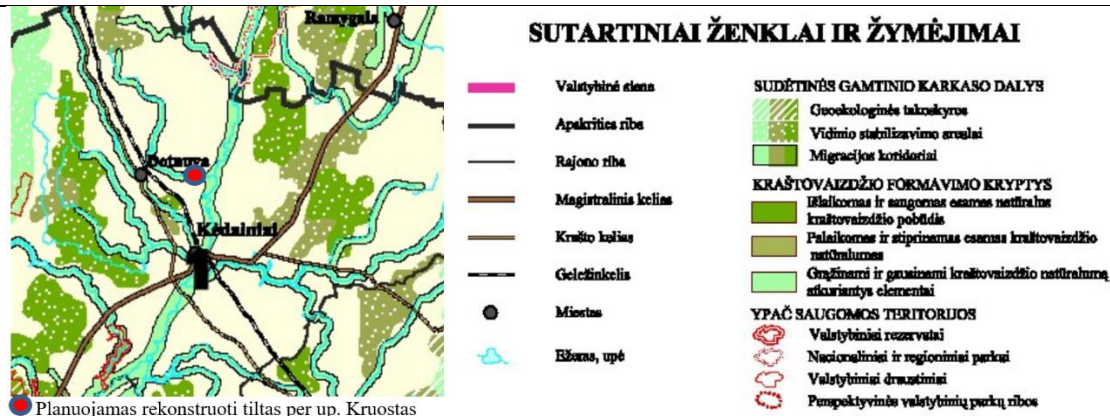 Ramygala
Dotnuva
Kėdainiai
Planuojamas rekonstruoti tiltas per up. Kruostas
SUTARTINIAI ŽENKLAI IR ŽYMĖJIMAI
Valstybinė siena
Apskrities riba
Rajono riba
Magistralinis kelias
Krašto kelias
Geležinkelis
Miestas
Ežeras, upė
SUDĖTINĖS GAMTINIO KARKASO DALYS
Geoekologinės takoskyros
Vidinio stabilizavimo arealai
Migracijos koridoriai
KRAŠTOVAIZDŽIO FORMAVIMO KRYPTYS
Išlaikomas ir saugomas esamas natūralus
kraštovaizdžio pobūdis
Palaikomas ir stiprinamas esamas kraštovaizdžio
natūralumas
Grąžinami ir gausinami kraštovaizdžio natūralumą
atkuriantys elementai
YPAČ SAUGOMOS TERITORIJOS
Valstybiniai rezervatai
Nacionaliniai ir regioniniai parkai
Valstybiniai draustiniai
Perspektyvinės valstybinių parkų ribos